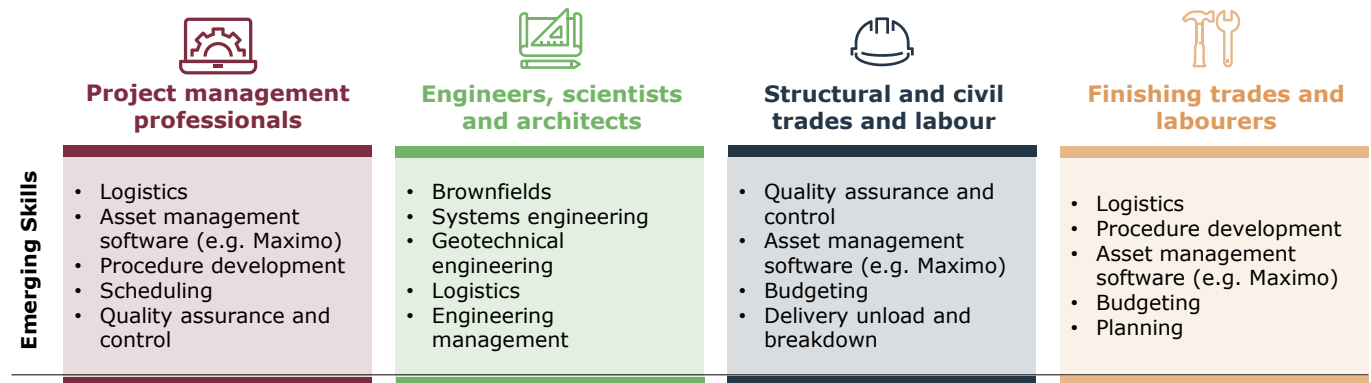 Project management
professionals
Engineers, scientists
and architects
Structural and civil
trades and labour
Finishing trades and
labourers
Emerging Skills
• Logistics
• Asset management
software (e.g. Maximo)
• Procedure development
• Scheduling
• Quality assurance and
control
• Brownfields
• Systems engineering
• Geotechnical
engineering
• Logistics
• Engineering
management
• Quality assurance and
control
• Asset management
software (e.g. Maximo)
• Budgeting
• Delivery unload and
breakdown
• Logistics
• Procedure development
• Asset management
software (e.g. Maximo)
• Budgeting
• Planning